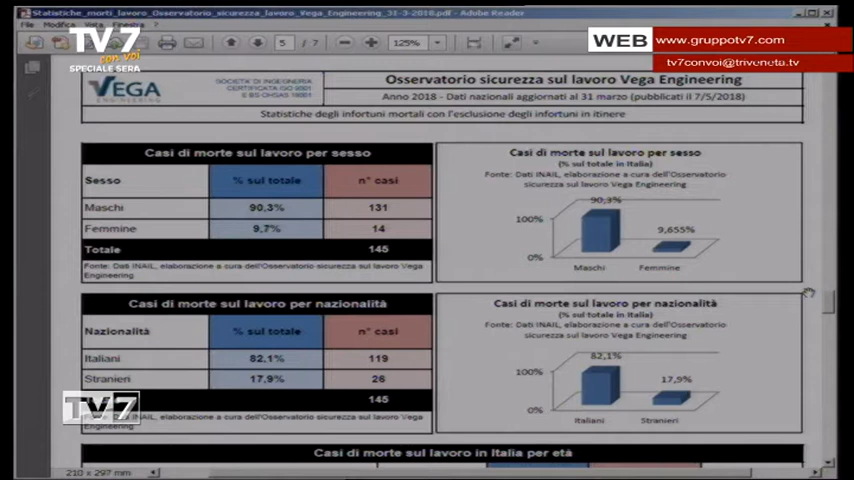 Statistiche_morti_lavoro_Osservatorio_sicurezza_lavoro_Vega_Engineering_31-3-2018.pdf - Adobe Reader
File Modifica Vista Finestra
5 / 7 125%
TV7
con voi
SPECIALE SERA
WEB www.gruppotv7.com
tv7convoi@triveneta.tv
VEGA
ENGINEERING
SOCIETÀ DI INGEGNERIA
CERTIFICATA ISO 9001
E BS OHSAS 18001
Osservatorio sicurezza sul lavoro Vega Engineering
Anno 2018 - Dati nazionali aggiornati al 31 marzo (pubblicati il 7/5/2018)
Statistiche degli infortuni mortali con l'esclusione degli infortuni in itinere
Casi di morte sul lavoro per sesso
Sesso % sul totale n° casi
Maschi 90,3% 131
Femmine 9,7% 14
Totale 145
Fonte: Dati INAIL, elaborazione a cura dell'Osservatorio sicurezza sul lavoro Vega
Engineering
Casi di morte sul lavoro per sesso
(% sul totale in Italia)
Fonte: Dati INAIL, elaborazione a cura dell'Osservatorio
sicurezza sul lavoro Vega Engineering
90,3%
9,655%
100%
0%
Maschi Femmine
Casi di morte sul lavoro per nazionalità
Nazionalità % sul totale n° casi
Italiani 82,1% 119
Stranieri 17,9% 26
145
Fonte: Dati INAIL, elaborazione a cura dell'Osservatorio sicurezza sul lavoro Vega
Engineering
Casi di morte sul lavoro per nazionalità
(% sul totale in Italia)
Fonte: Dati INAIL, elaborazione a cura dell'Osservatorio
sicurezza sul lavoro Vega Engineering
82,1%
17,9%
100%
0%
Italiani Stranieri
TV7
Casi di morte sul lavoro in Italia per età
210 x 297 mm